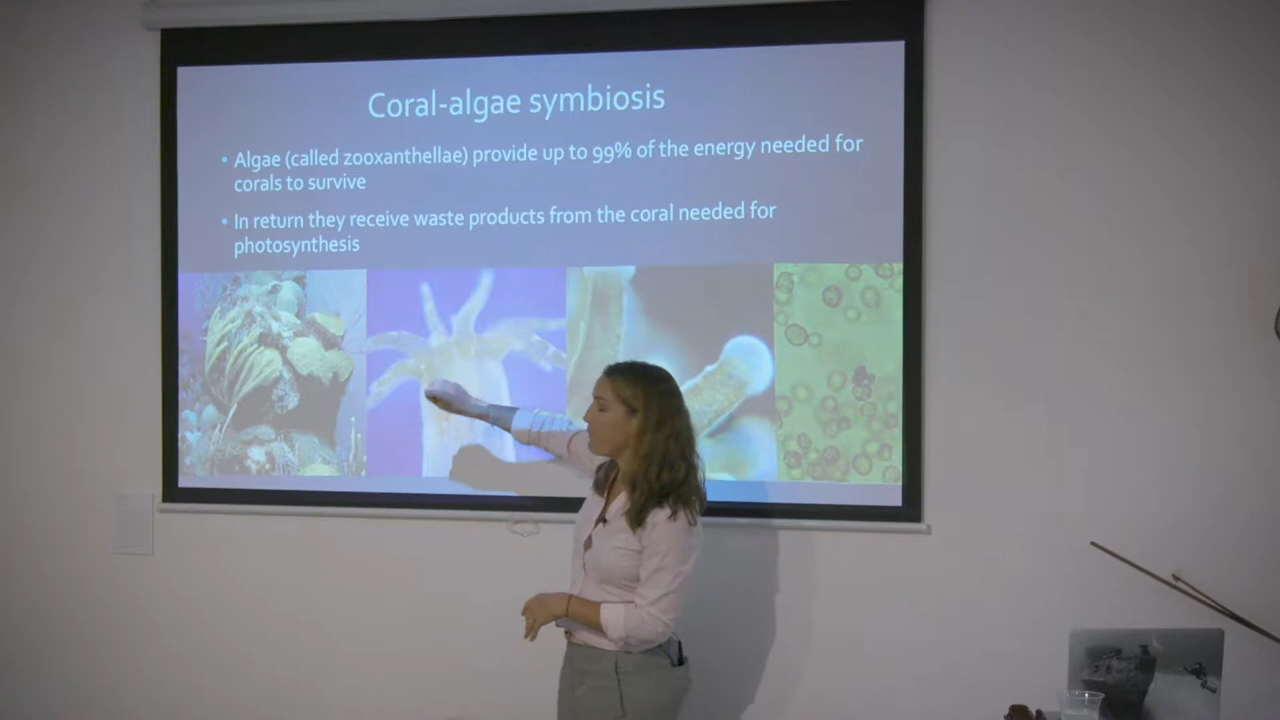 Coral-algae symbiosis
• Algae (called zooxanthellae) provide up to 99% of the energy needed for
corals to survive
• In return they receive waste products from the coral needed for
photosynthesis